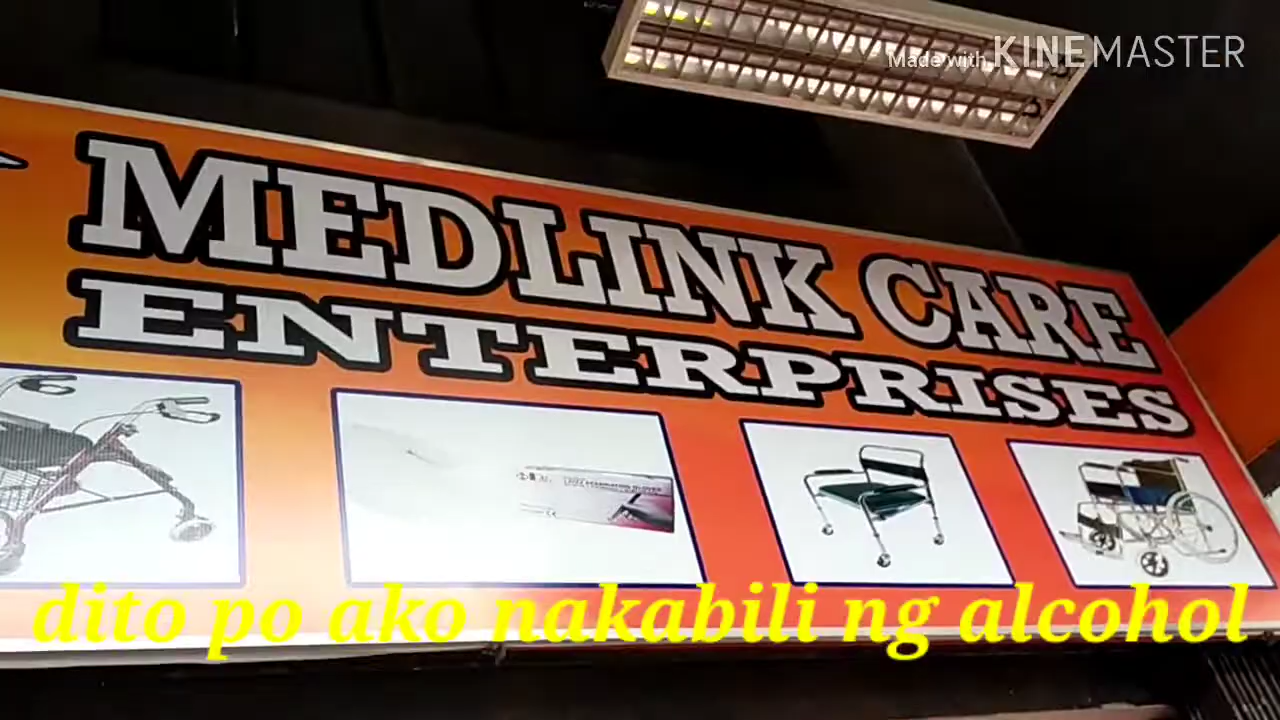 Made with KINEMASTER
MEDLINK CARE
ENTERPRISES
dito po ako nakabili ng alcohol